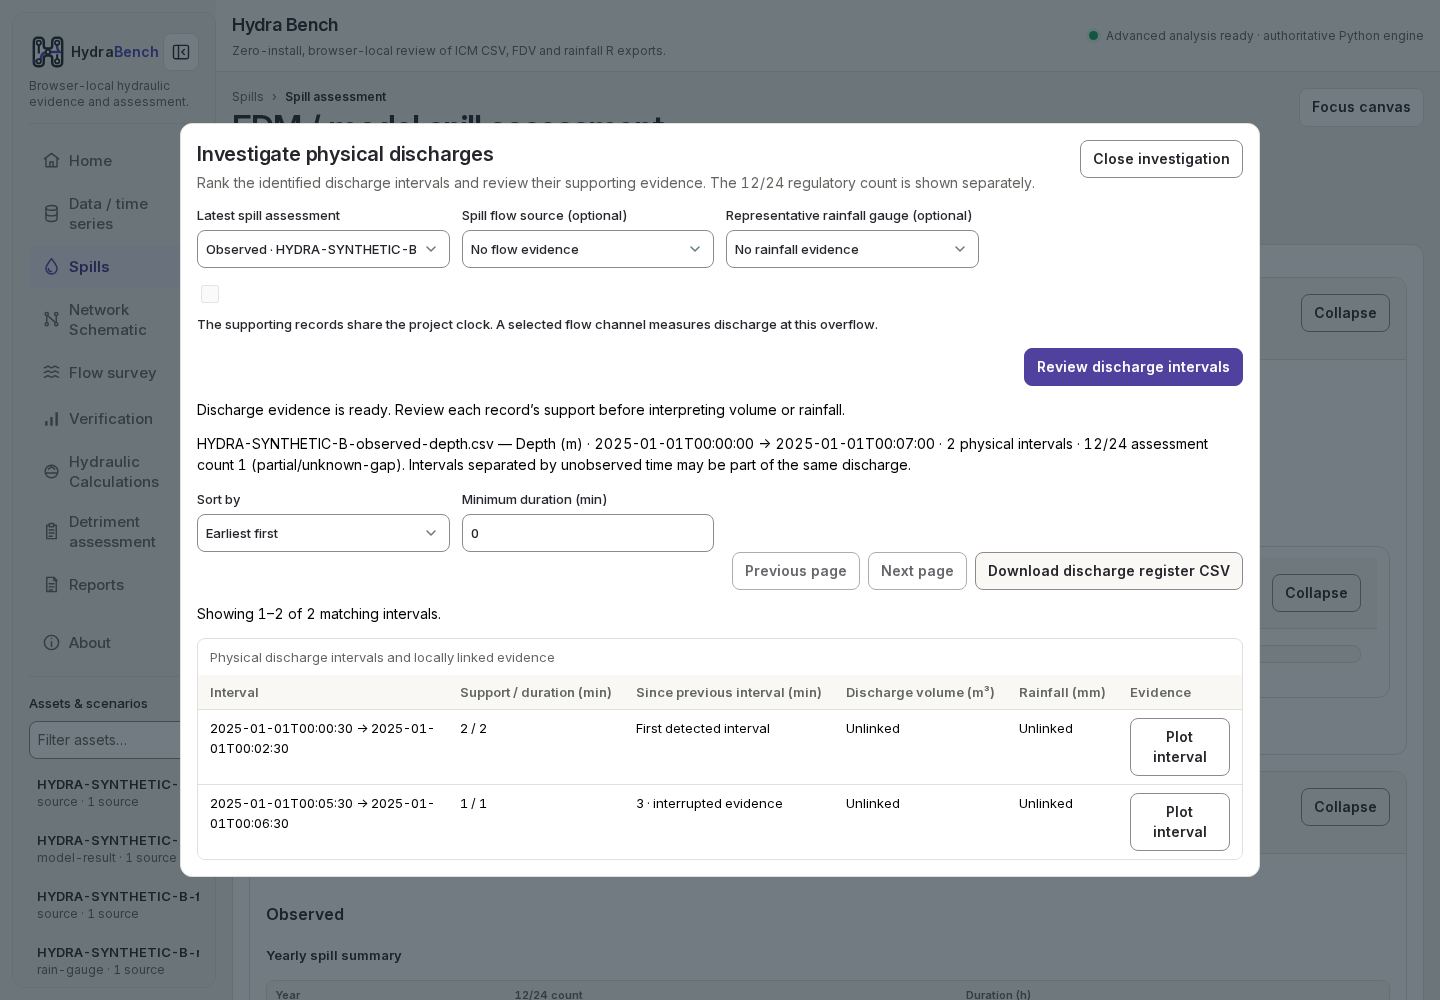 HydraBench
Browser-local hydraulic
evidence and assessment.
Home
Data / time
series
Spills
Network
Schematic
Flow survey
Verification
Hydraulic
Calculations
Detriment
assessment
Reports
About
Assets & scenarios
Filter assets...
HYDRA-SYNTHETIC-
source · 1 source
HYDRA-SYNTHETIC-
model-result · 1 source
HYDRA-SYNTHETIC-B-f
source · 1 source
HYDRA-SYNTHETIC-B-r
rain-gauge · 1 source
Hydra Bench
Zero-install, browser-local review of ICM CSV, FDV and rainfall R exports.
Advanced analysis ready · authoritative Python engine
Spills › Spill assessment
EDM / model spill assessment
Focus canvas
Investigate physical discharges
Close investigation
Rank the identified discharge intervals and review their supporting evidence. The 12/24 regulatory count is shown separately.
Latest spill assessment Spill flow source (optional) Representative rainfall gauge (optional)
Observed · HYDRA-SYNTHETIC-B No flow evidence No rainfall evidence
The supporting records share the project clock. A selected flow channel measures discharge at this overflow.
Review discharge intervals
Discharge evidence is ready. Review each record’s support before interpreting volume or rainfall.
HYDRA-SYNTHETIC-B-observed-depth.csv — Depth (m) · 2025-01-01T00:00:00 → 2025-01-01T00:07:00 · 2 physical intervals · 12/24 assessment
count 1 (partial/unknown-gap). Intervals separated by unobserved time may be part of the same discharge.
Sort by Minimum duration (min)
Earliest first 0
Previous page Next page Download discharge register CSV
Showing 1–2 of 2 matching intervals.
Physical discharge intervals and locally linked evidence
Interval Support / duration (min) Since previous interval (min) Discharge volume (m³) Rainfall (mm) Evidence
2025-01-01T00:00:30 → 2025-01-
01T00:02:30
2 / 2 First detected interval Unlinked Unlinked
Plot
interval
2025-01-01T00:05:30 → 2025-01-
01T00:06:30
1 / 1 3 · interrupted evidence Unlinked Unlinked
Plot
interval
Collapse
Collapse
Collapse
Observed
Yearly spill summary
Year 12/24 count Duration (h)